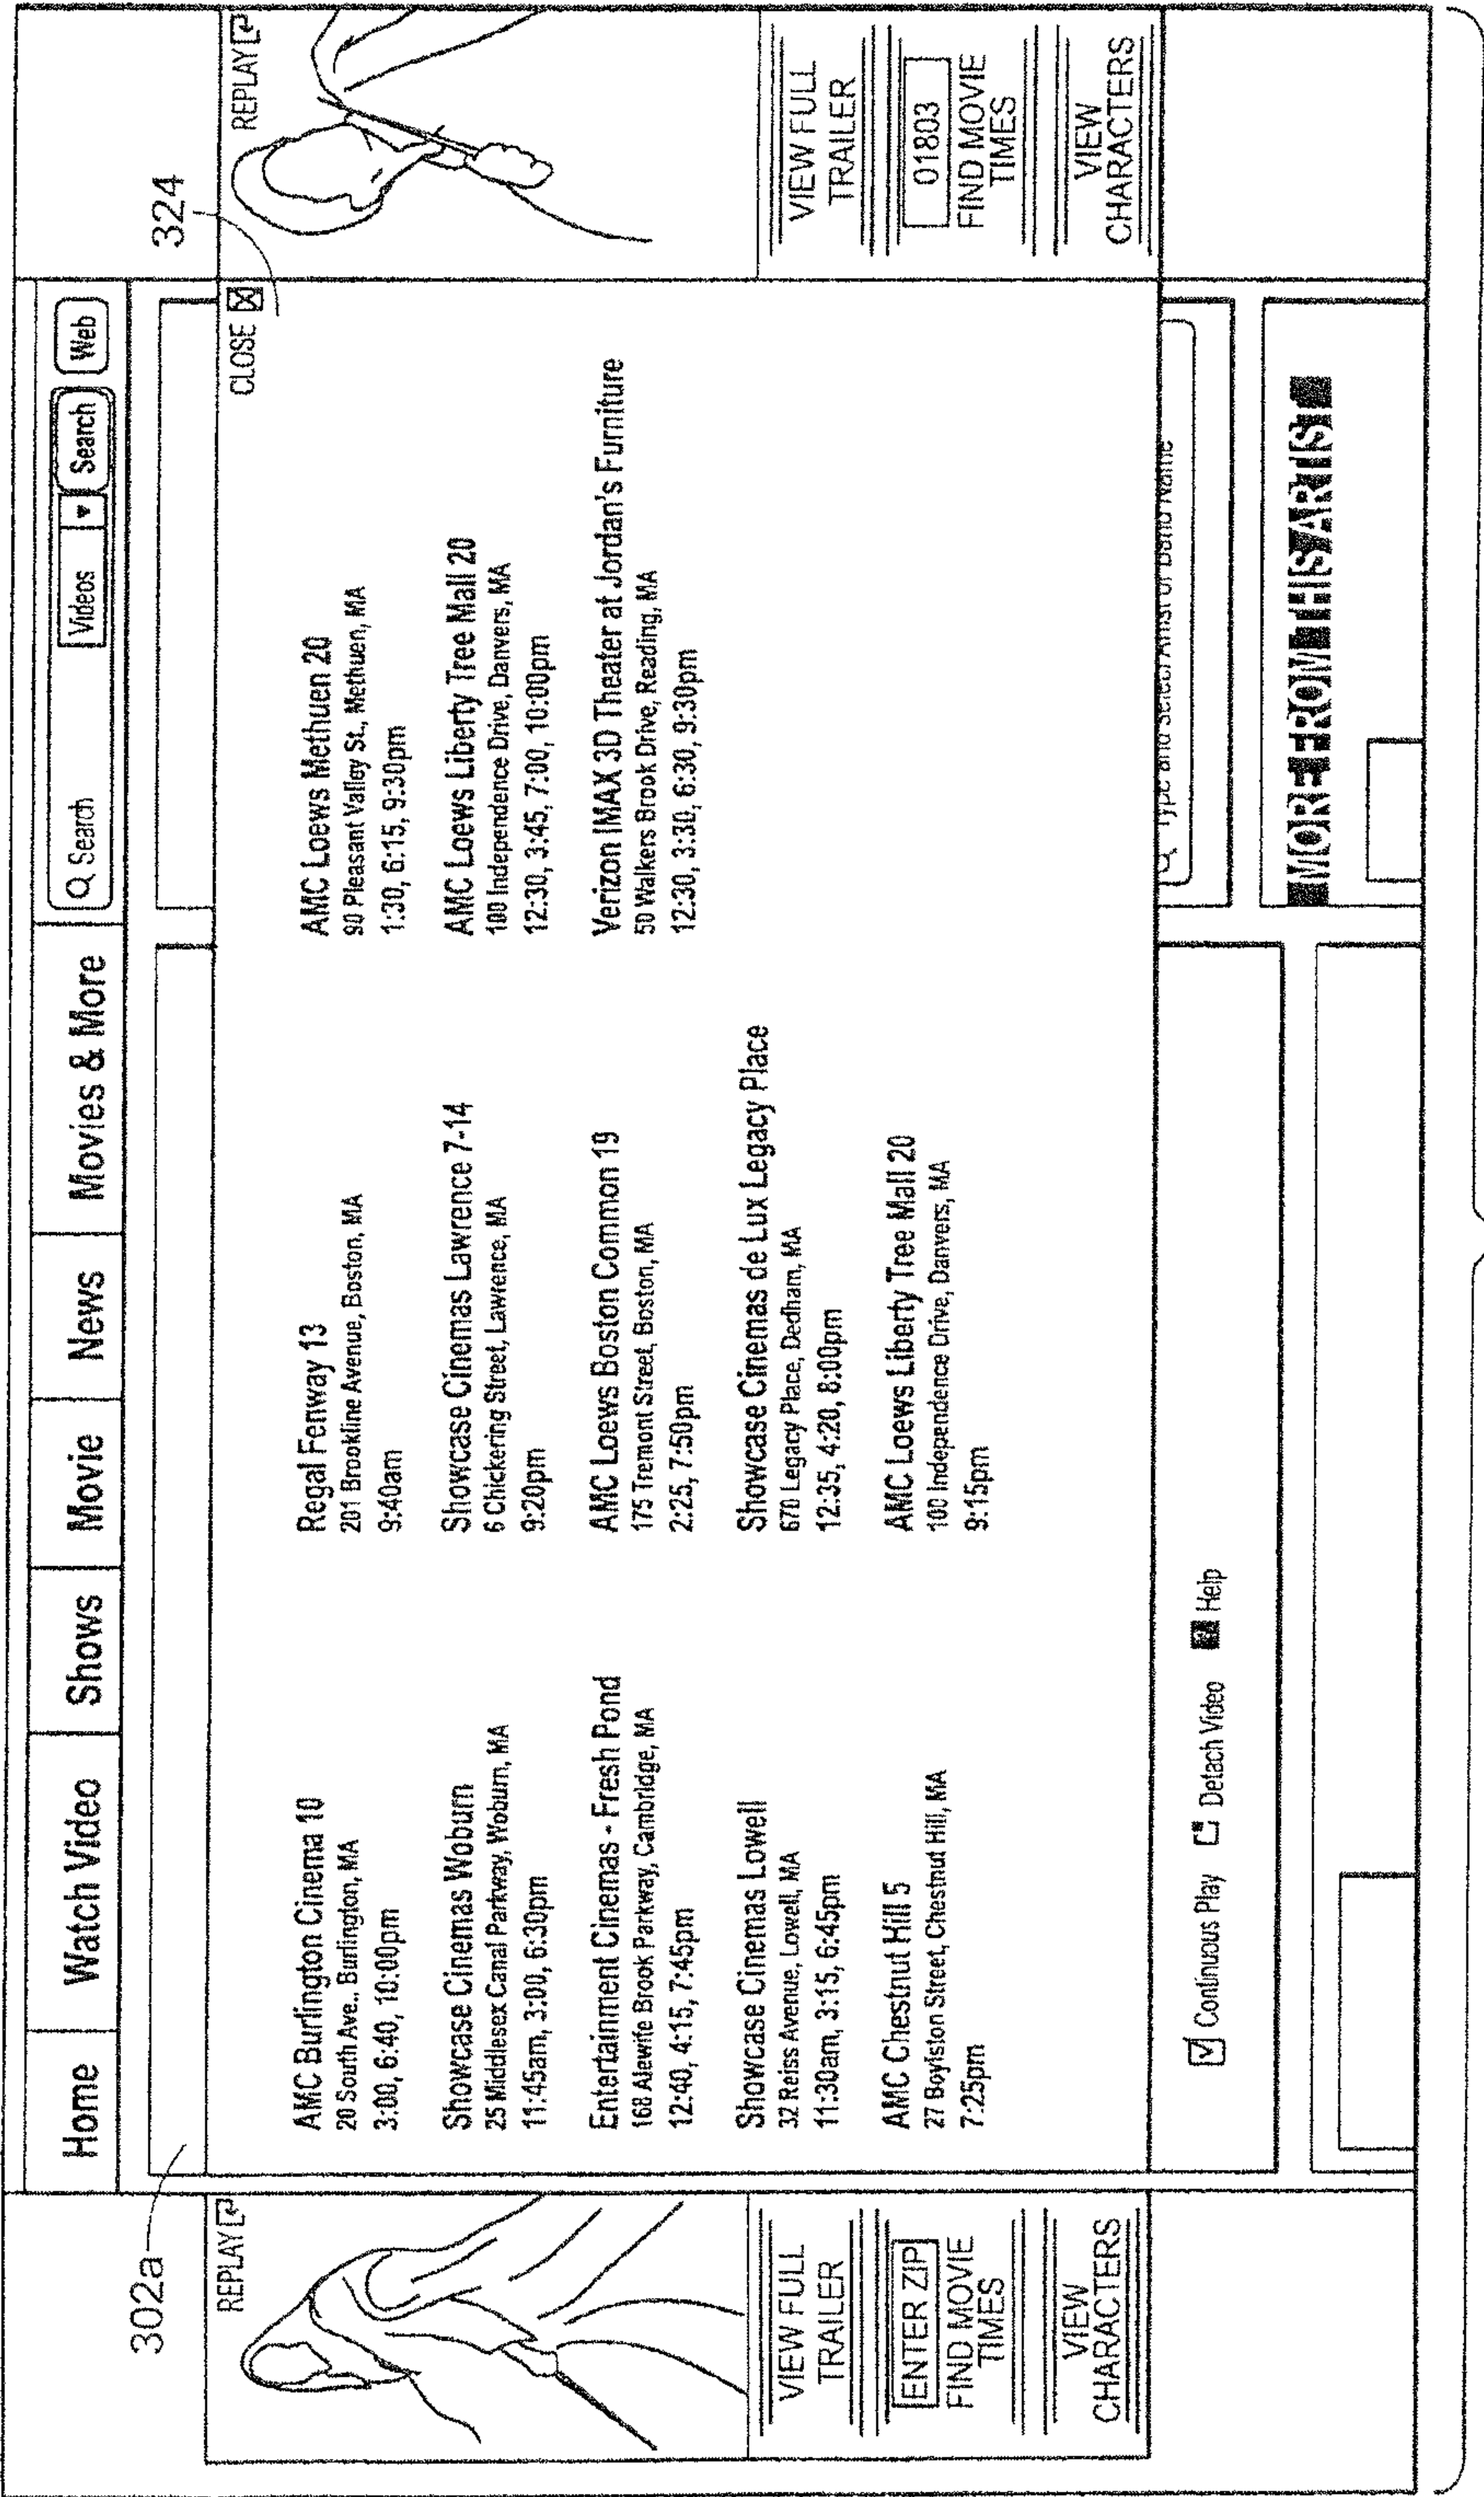 Home
Watch Video
Shows
Movie
News
Movies & More
Search
Videos
Search
Web
302a
324
REPLAY
VIEW FULL
TRAILER
ENTER ZIP
FIND MOVIE
TIMES
VIEW
CHARACTERS
CLOSE
AMC Burlington Cinema 10
20 South Ave., Burlington, MA
3:00, 6:40, 10:00pm
Showcase Cinemas Woburn
25 Middlesex Canal Parkway, Woburn, MA
11:45am, 3:00, 6:30pm
Entertainment Cinemas - Fresh Pond
168 Alewife Brook Parkway, Cambridge, MA
12:40, 4:15, 7:45pm
Showcase Cinemas Lowell
32 Reiss Avenue, Lowell, MA
11:30am, 3:15, 6:45pm
AMC Chestnut Hill 5
27 Boylston Street, Chestnut Hill, MA
7:25pm
Regal Fenway 13
201 Brookline Avenue, Boston, MA
9:40am
Showcase Cinemas Lawrence 7-14
6 Chickering Street, Lawrence, MA
9:20pm
AMC Loews Boston Common 19
175 Tremont Street, Boston, MA
2:25, 7:50pm
Showcase Cinemas de Lux Legacy Place
670 Legacy Place, Dedham, MA
12:35, 4:20, 8:00pm
AMC Loews Liberty Tree Mall 20
100 Independence Drive, Danvers, MA
9:15pm
AMC Loews Methuen 20
90 Pleasant Valley St., Methuen, MA
1:30, 6:15, 9:30pm
AMC Loews Liberty Tree Mall 20
100 Independence Drive, Danvers, MA
12:30, 3:45, 7:00, 10:00pm
Verizon IMAX 3D Theater at Jordan's Furniture
50 Walkers Brook Drive, Reading, MA
12:30, 3:30, 6:30, 9:30pm
REPLAY
VIEW FULL
TRAILER
01803
FIND MOVIE
TIMES
VIEW
CHARACTERS
Continuous Play
Detach Video
Help
Type and Select Artist or Band Name
MORE FROM THIS ARTIST